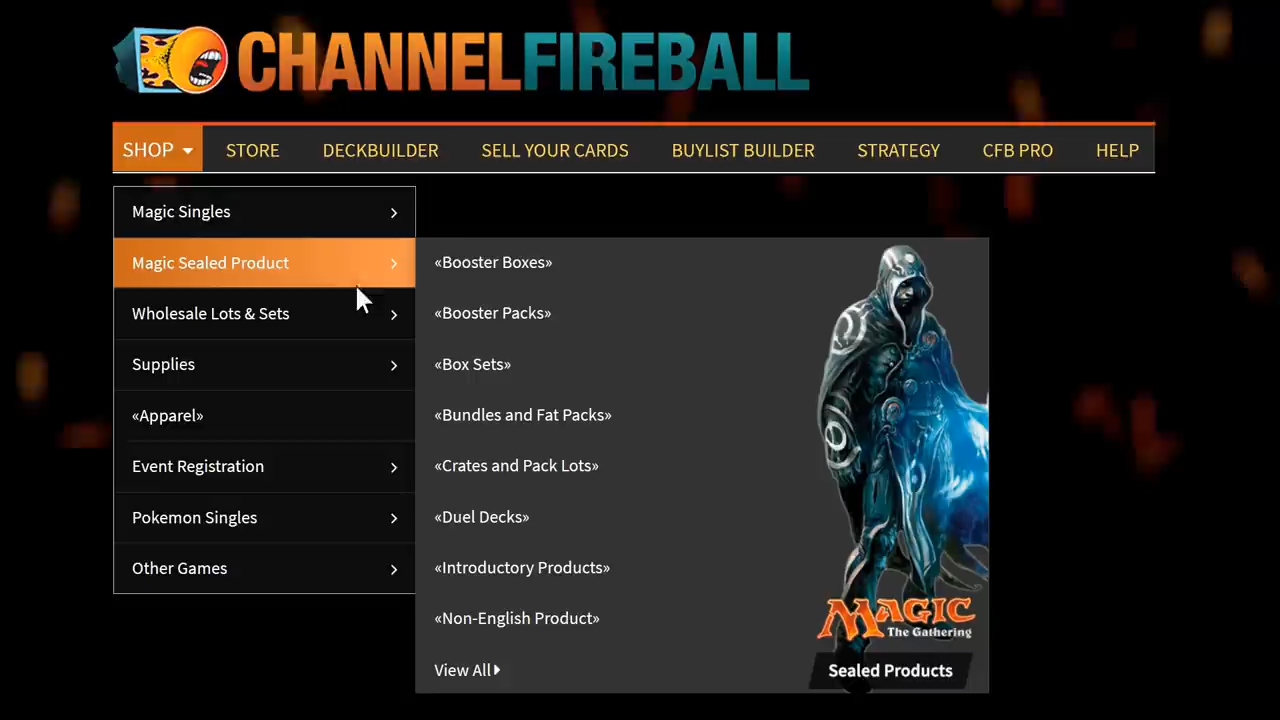 CHANNELFIREBALL
SHOP STORE DECKBUILDER SELL YOUR CARDS BUYLIST BUILDER STRATEGY CFB PRO HELP
Magic Singles
Magic Sealed Product
Wholesale Lots & Sets
Supplies
«Apparel»
Event Registration
Pokemon Singles
Other Games
«Booster Boxes»
«Booster Packs»
«Box Sets»
«Bundles and Fat Packs»
«Crates and Pack Lots»
«Duel Decks»
«Introductory Products»
«Non-English Product»
View All
MAGIC
The Gathering
Sealed Products